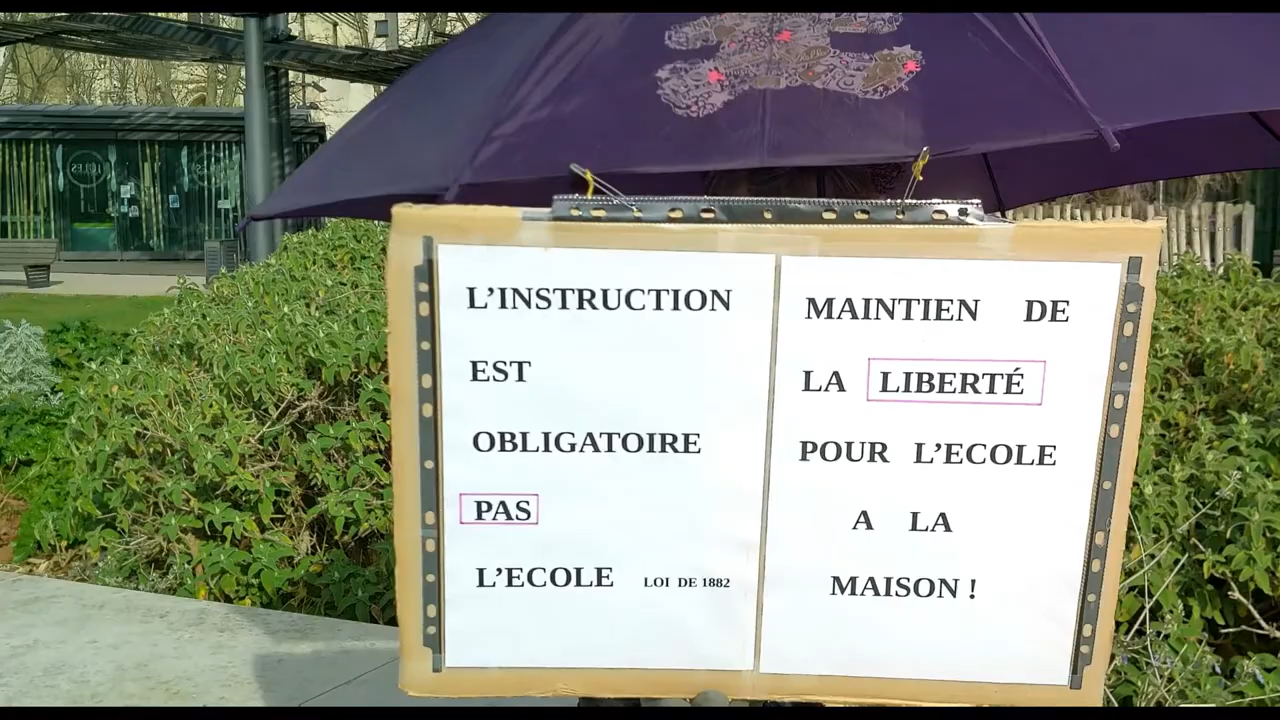 L'INSTRUCTION
EST
OBLIGATOIRE
PAS
L'ECOLE LOI DE 1882
MAINTIEN DE
LA LIBERTÉ
POUR L'ECOLE
A LA
MAISON !